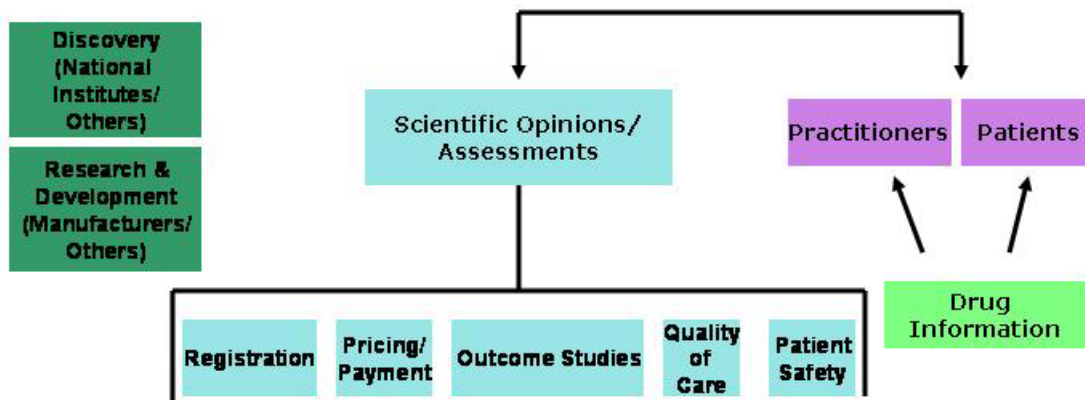 Discovery
(National
Institutes/
Others)
Research &
Development
(Manufacturers/
Others)
Scientific Opinions/
Assessments
Practitioners
Patients
Drug
Information
Registration
Pricing/
Payment
Outcome Studies
Quality
of
Care
Patient
Safety